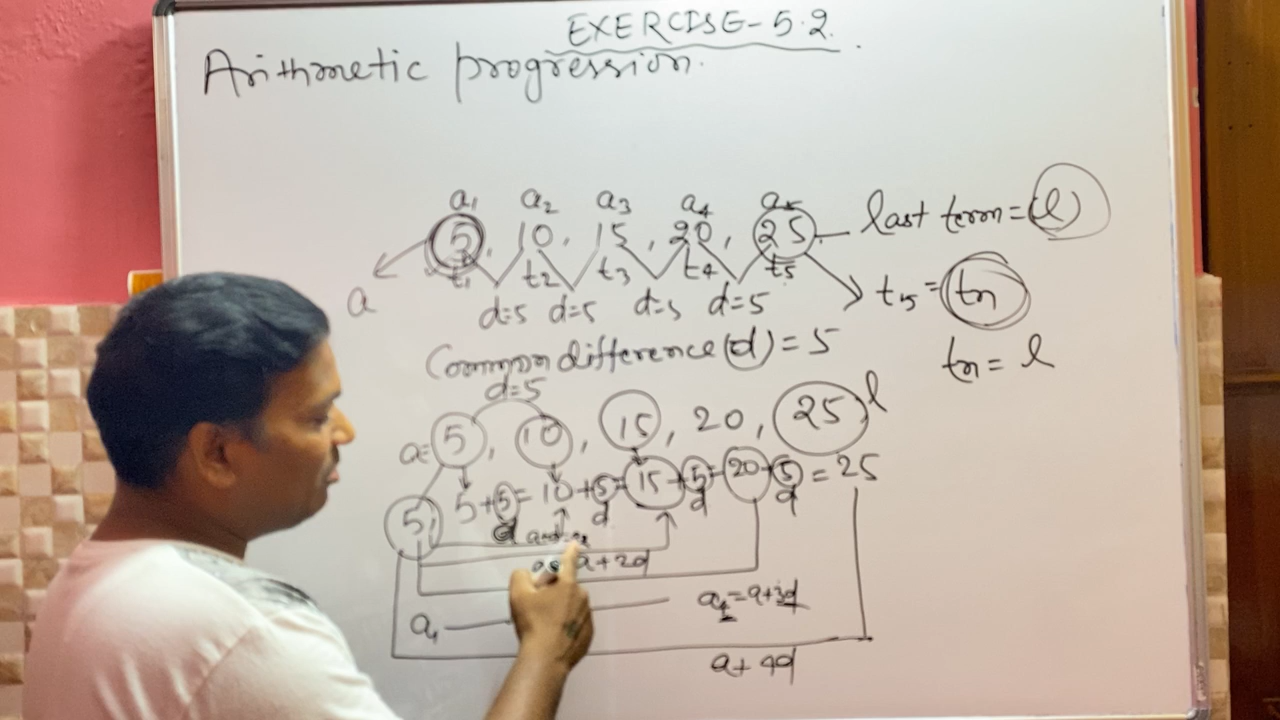 EXERCISE-5.2.
Arithmetic progression.
a₁ a₂ a₃ a₄ a₅
5, 10, 15, 20, 25 last term = (l)
t₁ t₂ t₃ t₄ t₅
a t₅ = tn
d=5 d=5 d=5 d=5
Common difference (d) = 5
tn = l
d=5
a=5, 10, 15, 20, 25 l
5, 5+5= 10+5= 15+5= 20+5 = 25
d d d d
a+2d
a₄ = a+3d
a₁
a+4d